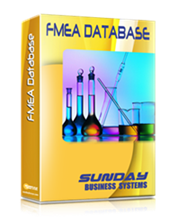 FMEA DATABASE
FMEA Database
SUNDAY
BUSINESS SYSTEMS